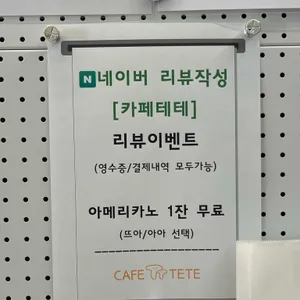 N 네이버 리뷰작성
[카페테테]
리뷰이벤트
(영수증/결제내역 모두가능)
아메리카노 1잔 무료
(뜨아/아아 선택)
CAFE TETE